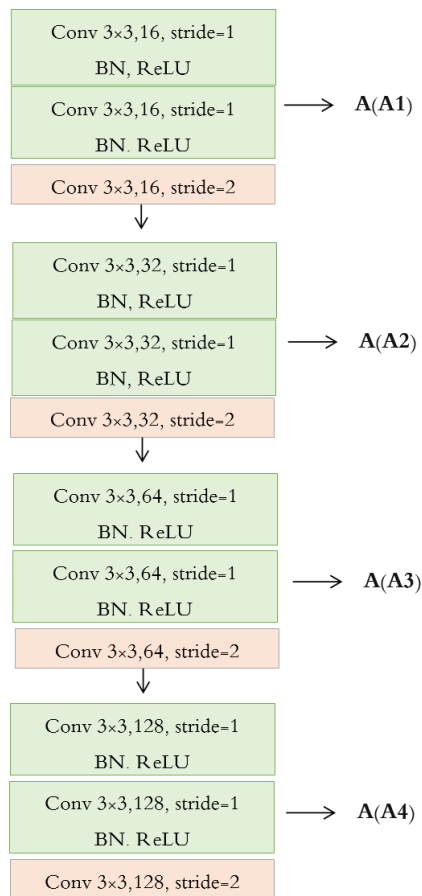 Conv 3×3,16, stride=1
BN, ReLU
Conv 3×3,16, stride=1
BN. ReLU
A(A1)
Conv 3×3,16, stride=2
Conv 3×3,32, stride=1
BN, ReLU
Conv 3×3,32, stride=1
BN, ReLU
A(A2)
Conv 3×3,32, stride=2
Conv 3×3,64, stride=1
BN. ReLU
Conv 3×3,64, stride=1
BN. ReLU
A(A3)
Conv 3×3,64, stride=2
Conv 3×3,128, stride=1
BN. ReLU
Conv 3×3,128, stride=1
BN. ReLU
A(A4)
Conv 3×3,128, stride=2